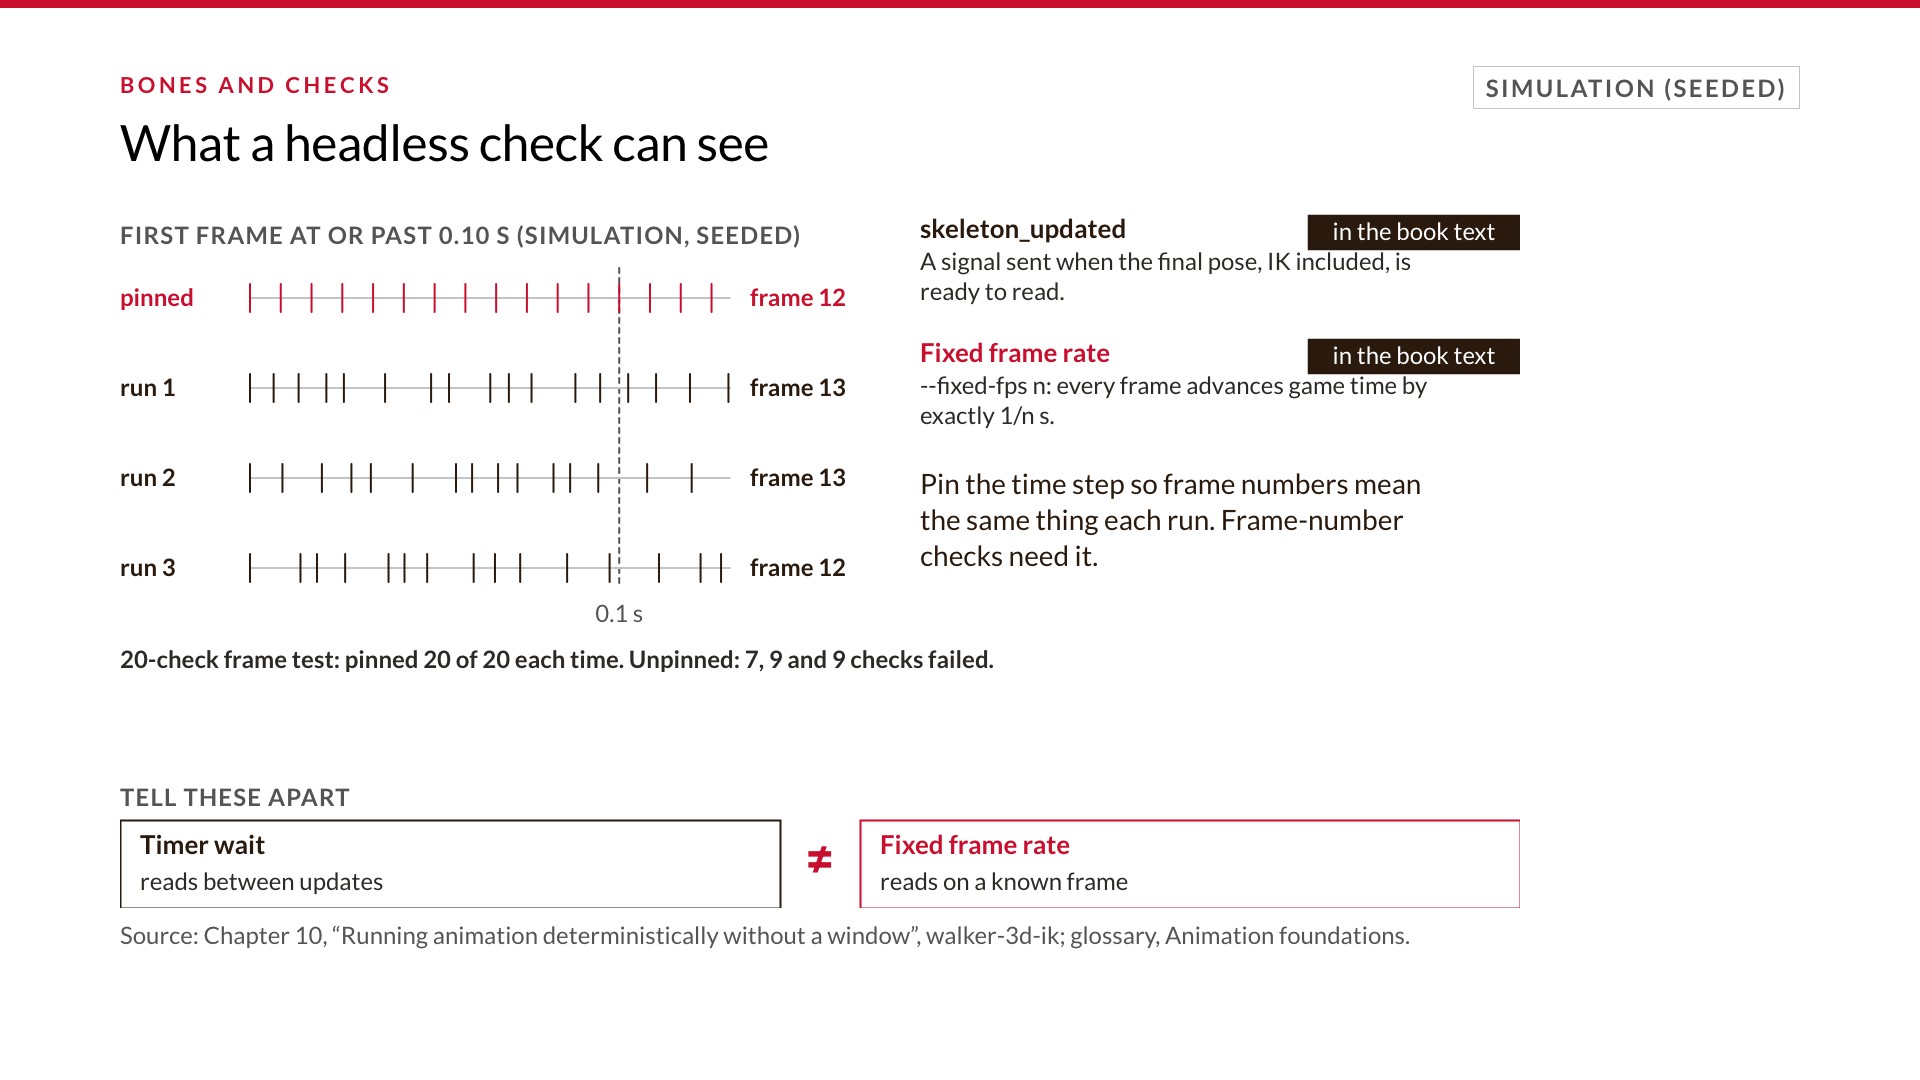 BONES AND CHECKS
SIMULATION (SEEDED)
What a headless check can see
FIRST FRAME AT OR PAST 0.10 S (SIMULATION, SEEDED)
pinned
frame 12
run 1
frame 13
run 2
frame 13
run 3
frame 12
0.1 s
20-check frame test: pinned 20 of 20 each time. Unpinned: 7, 9 and 9 checks failed.
skeleton_updated
in the book text
A signal sent when the final pose, IK included, is
ready to read.
Fixed frame rate
in the book text
--fixed-fps n: every frame advances game time by
exactly 1/n s.
Pin the time step so frame numbers mean
the same thing each run. Frame-number
checks need it.
TELL THESE APART
Timer wait
reads between updates
≠
Fixed frame rate
reads on a known frame
Source: Chapter 10, “Running animation deterministically without a window”, walker-3d-ik; glossary, Animation foundations.